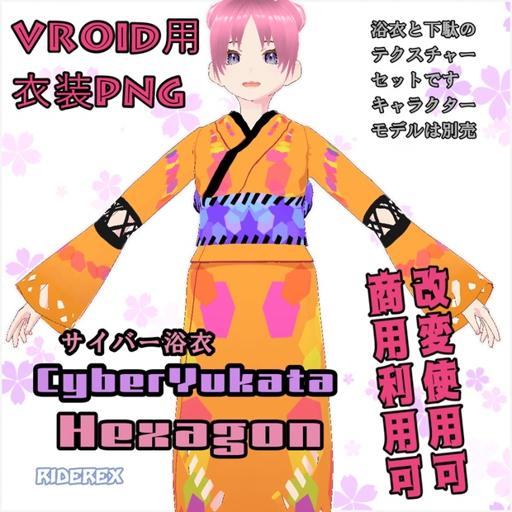 VROID用
衣装PNG
浴衣と下駄の
テクスチャー
セットです
キャラクター
モデルは別売
改変使用可
商用利用可
サイバー浴衣
CyberYukata
Hexagon
RIDEREX